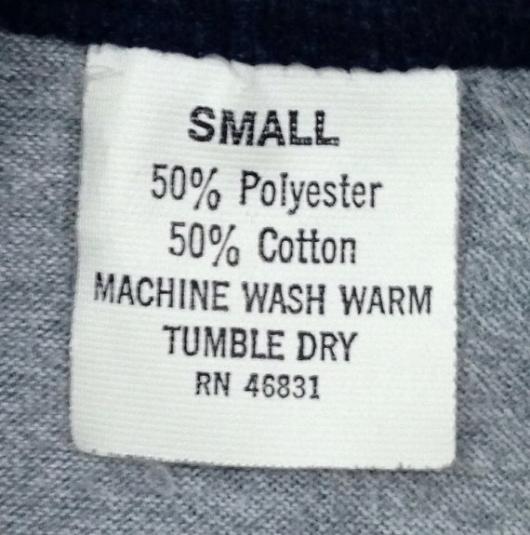 SMALL
50% Polyester
50% Cotton
MACHINE WASH WARM
TUMBLE DRY
RN 46831